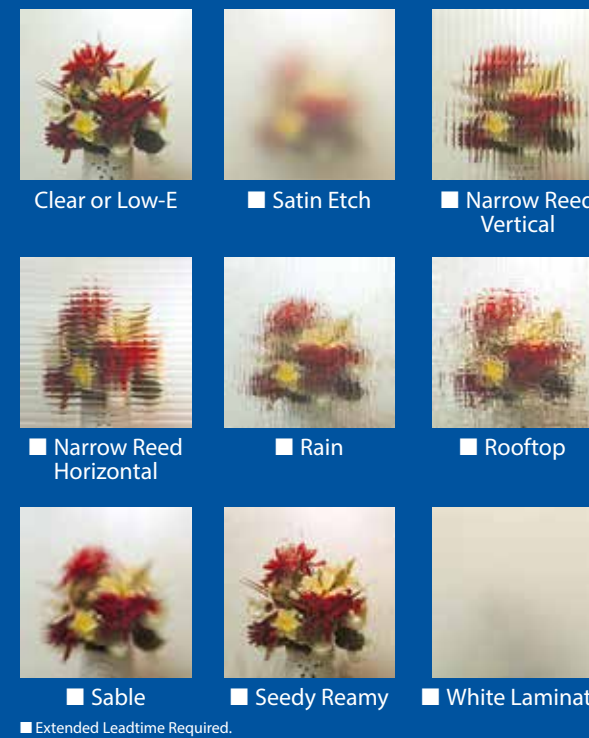 Clear or Low-E
■ Satin Etch
■ Narrow Reed
Vertical
■ Narrow Reed
Horizontal
■ Rain
■ Rooftop
■ Sable
■ Seedy Reamy
■ White Laminat
■ Extended Leadtime Required.